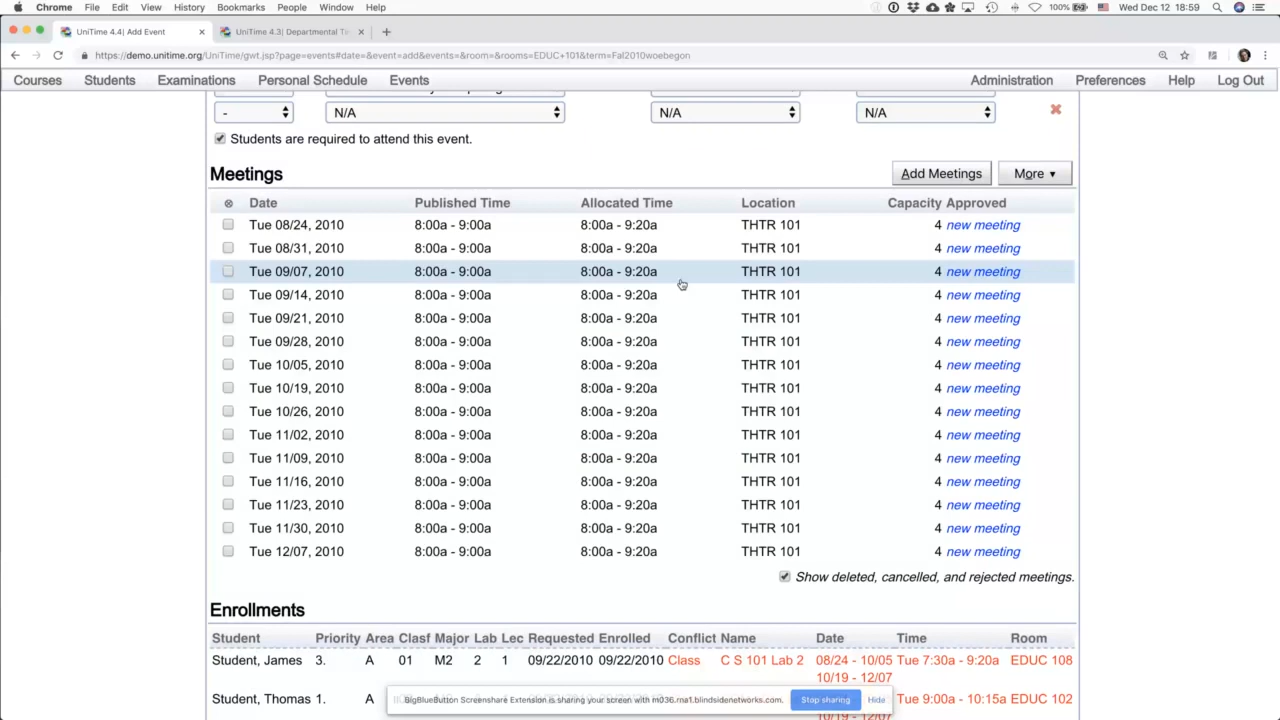 Chrome File Edit View History Bookmarks People Window Help 100% Wed Dec 12 18:59
UniTime 4.4| Add Event UniTime 4.3| Departmental Ti
https://demo.unitime.org/UniTime/gwt.jsp?page=events#date=&event=add&events=&room=&rooms=EDUC+101&term=Fal2010woebegon
Courses Students Examinations Personal Schedule Events Administration Preferences Help Log Out
- N/A N/A N/A
Students are required to attend this event.
Meetings Add Meetings More ▾
Date Published Time Allocated Time Location Capacity Approved
Tue 08/24, 2010 8:00a - 9:00a 8:00a - 9:20a THTR 101 4 new meeting
Tue 08/31, 2010 8:00a - 9:00a 8:00a - 9:20a THTR 101 4 new meeting
Tue 09/07, 2010 8:00a - 9:00a 8:00a - 9:20a THTR 101 4 new meeting
Tue 09/14, 2010 8:00a - 9:00a 8:00a - 9:20a THTR 101 4 new meeting
Tue 09/21, 2010 8:00a - 9:00a 8:00a - 9:20a THTR 101 4 new meeting
Tue 09/28, 2010 8:00a - 9:00a 8:00a - 9:20a THTR 101 4 new meeting
Tue 10/05, 2010 8:00a - 9:00a 8:00a - 9:20a THTR 101 4 new meeting
Tue 10/19, 2010 8:00a - 9:00a 8:00a - 9:20a THTR 101 4 new meeting
Tue 10/26, 2010 8:00a - 9:00a 8:00a - 9:20a THTR 101 4 new meeting
Tue 11/02, 2010 8:00a - 9:00a 8:00a - 9:20a THTR 101 4 new meeting
Tue 11/09, 2010 8:00a - 9:00a 8:00a - 9:20a THTR 101 4 new meeting
Tue 11/16, 2010 8:00a - 9:00a 8:00a - 9:20a THTR 101 4 new meeting
Tue 11/23, 2010 8:00a - 9:00a 8:00a - 9:20a THTR 101 4 new meeting
Tue 11/30, 2010 8:00a - 9:00a 8:00a - 9:20a THTR 101 4 new meeting
Tue 12/07, 2010 8:00a - 9:00a 8:00a - 9:20a THTR 101 4 new meeting
Show deleted, cancelled, and rejected meetings.
Enrollments
Student Priority Area Clasf Major Lab Lec Requested Enrolled Conflict Name Date Time Room
Student, James 3. A 01 M2 2 1 09/22/2010 09/22/2010 Class C S 101 Lab 2 08/24 - 10/05 Tue 7:30a - 9:20a EDUC 108
10/19 - 12/07
Student, Thomas 1. A Tue 9:00a - 10:15a EDUC 102
BigBlueButton Screenshare Extension is sharing your screen with m036.rna1.blindsidenetworks.com. Stop sharing Hide
10/19 - 12/07